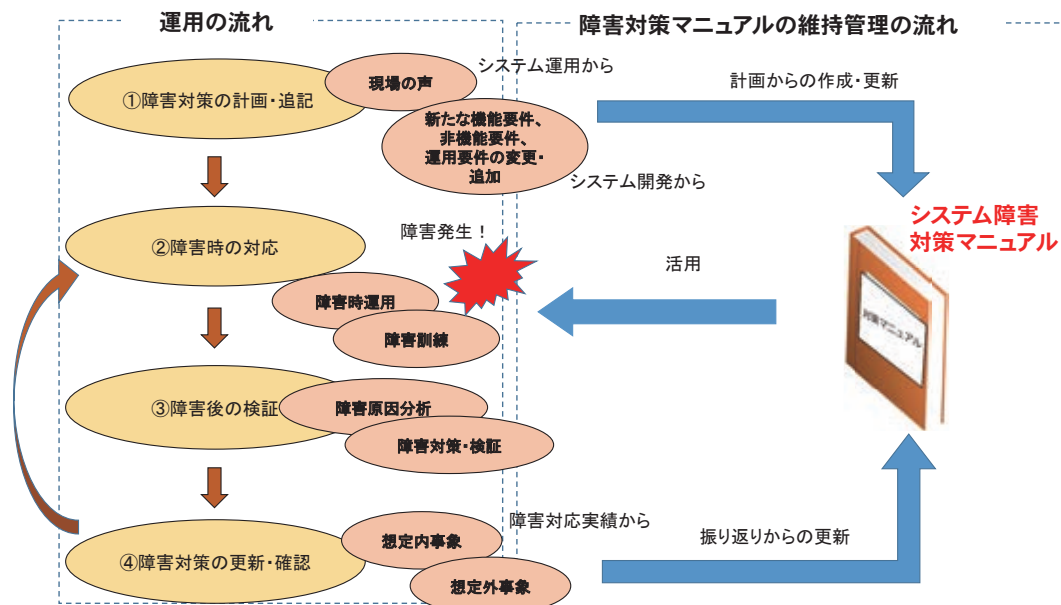 運用の流れ
障害対策マニュアルの維持管理の流れ
①障害対策の計画・追記
現場の声
システム運用から
新たな機能要件、
非機能要件、
運用要件の変更・
追加
システム開発から
計画からの作成・更新
システム障害
対策マニュアル
対策マニュアル
②障害時の対応
障害発生！
障害時運用
障害訓練
活用
③障害後の検証
障害原因分析
障害対策・検証
④障害対策の更新・確認
想定内事象
想定外事象
障害対応実績から
振り返りからの更新